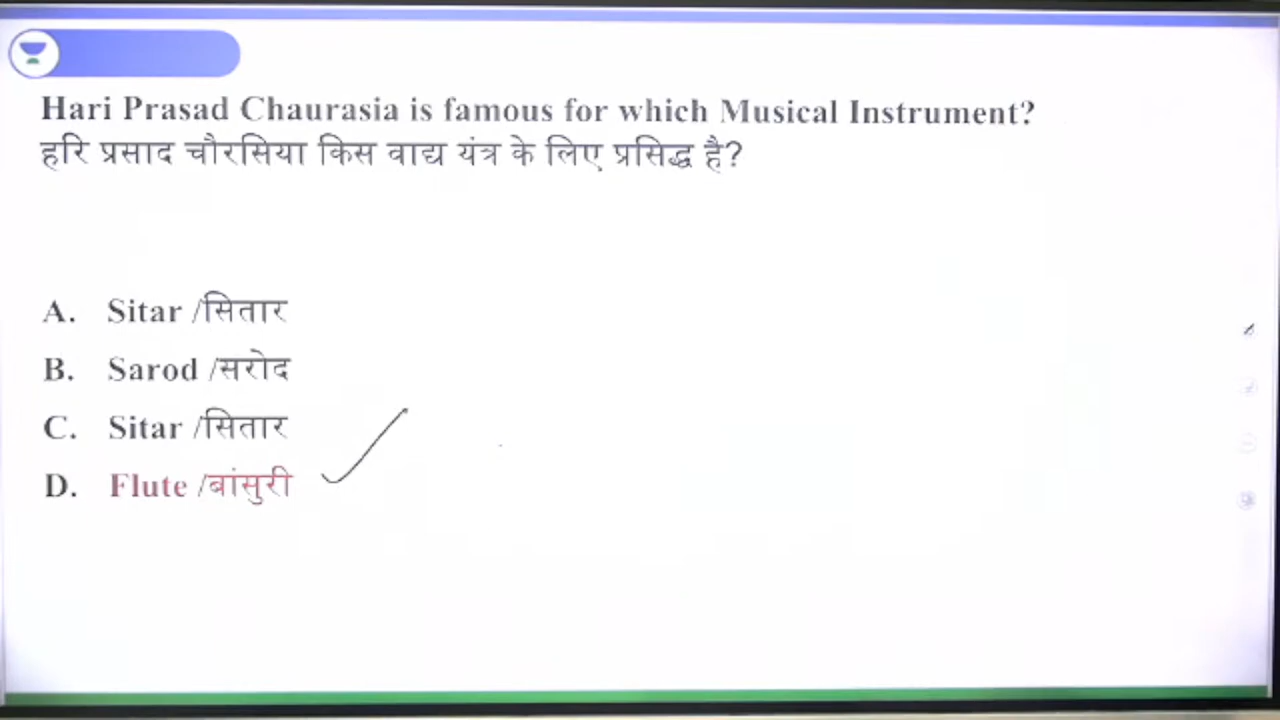 Hari Prasad Chaurasia is famous for which Musical Instrument?
हरि प्रसाद चौरसिया किस वाद्य यंत्र के लिए प्रसिद्ध है?
A. Sitar /सितार
B. Sarod /सरोद
C. Sitar /सितार
D. Flute /बांसुरी